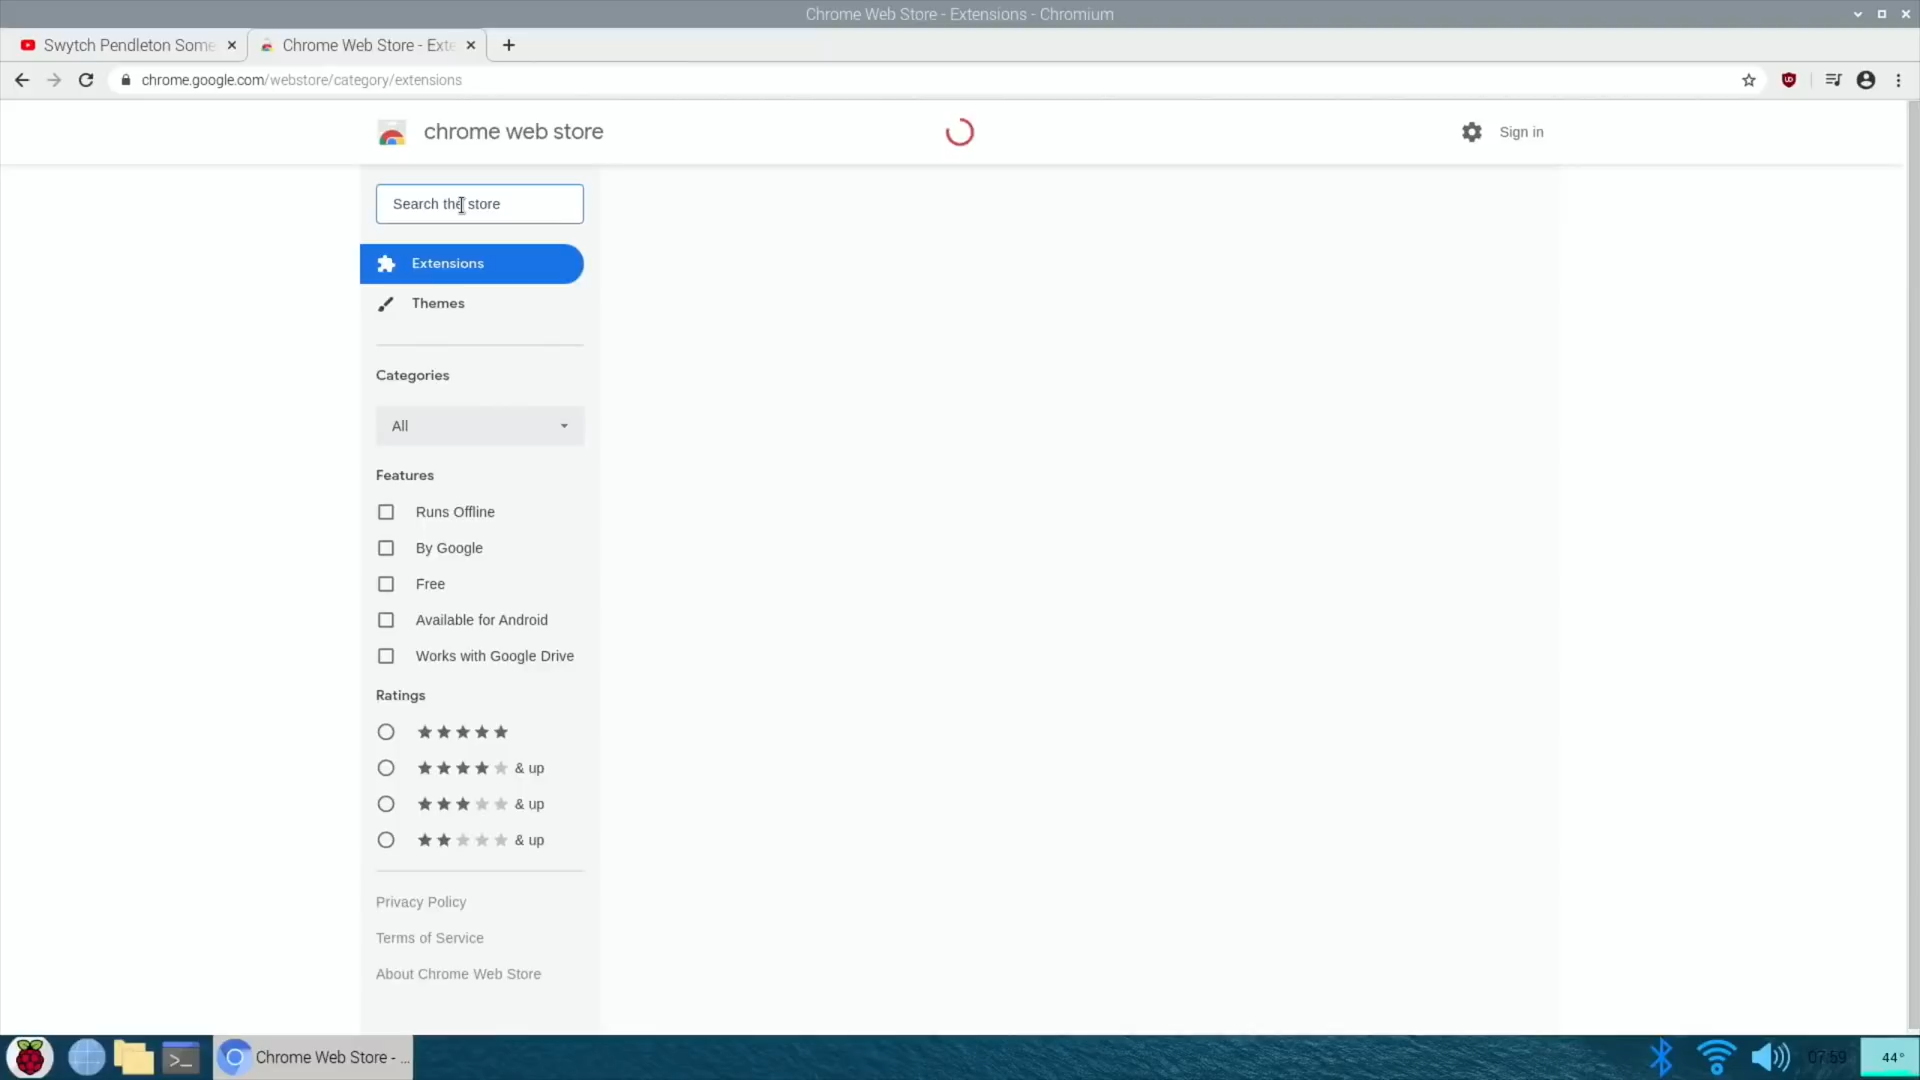 Chrome Web Store - Extensions - Chromium
Swytch Pendleton Some
Chrome Web Store - Exte
chrome.google.com/webstore/category/extensions
chrome web store
Sign in
Search the store
Extensions
Themes
Categories
All
Features
Runs Offline
By Google
Free
Available for Android
Works with Google Drive
Ratings
& up
& up
& up
Privacy Policy
Terms of Service
About Chrome Web Store
Chrome Web Store - ...
07:59
44°